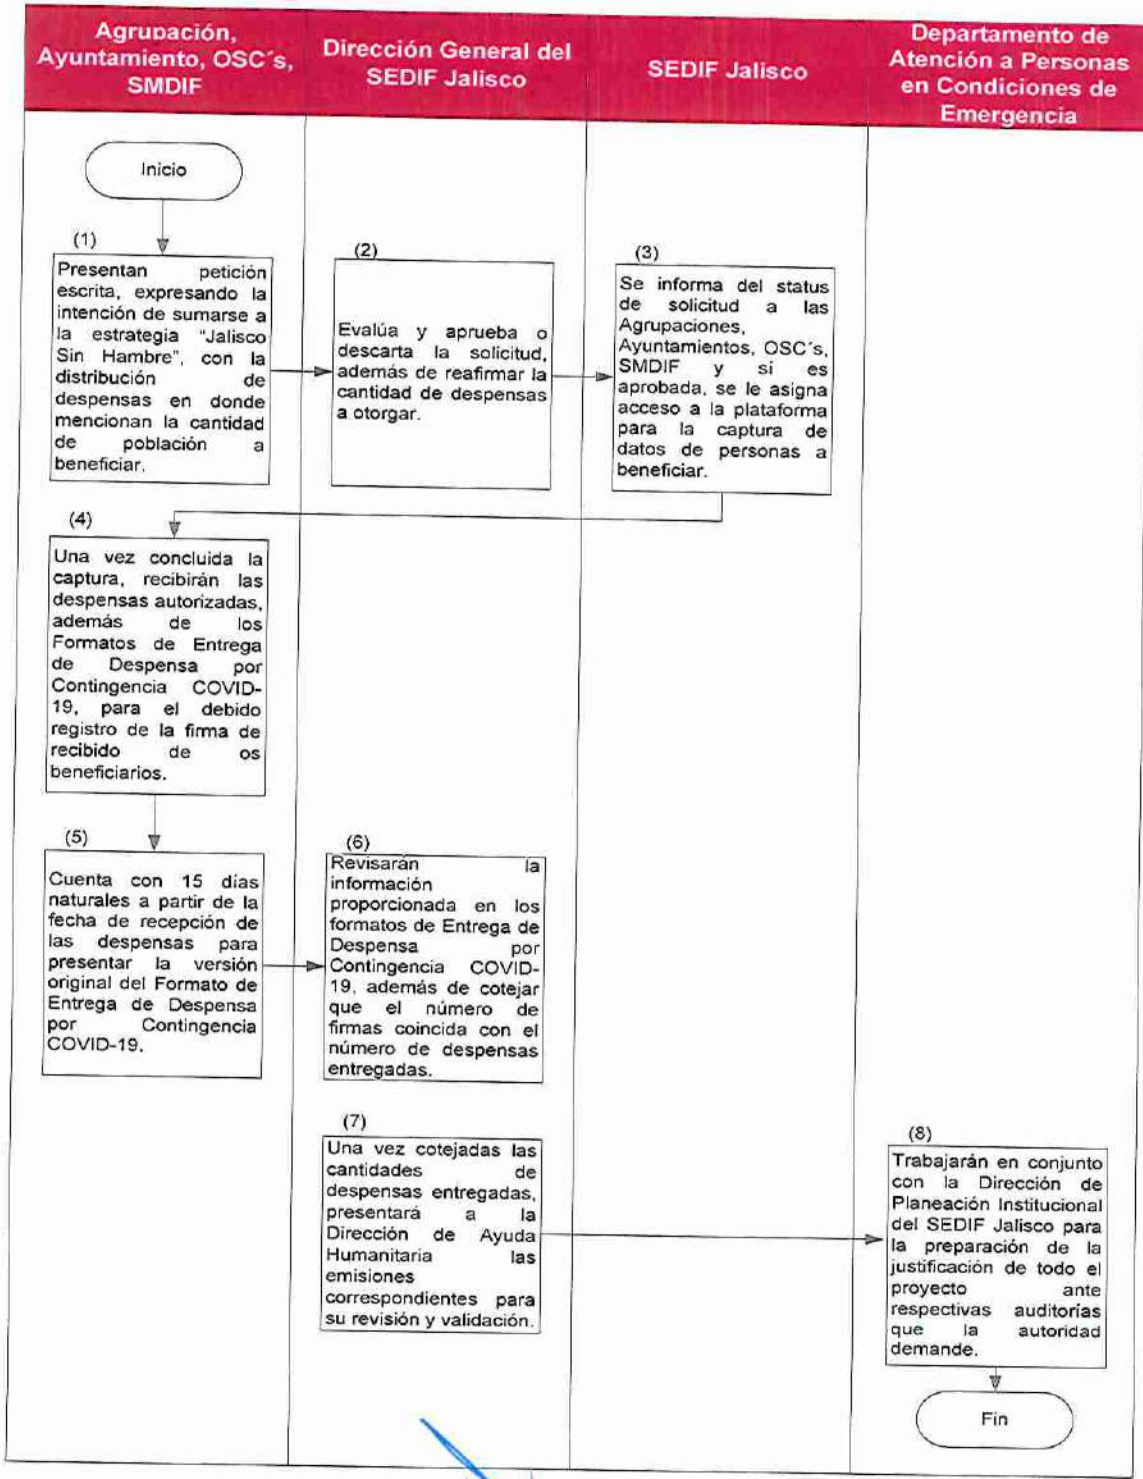 Agrupación,
Ayuntamiento, OSC´s,
SMDIF
Dirección General del
SEDIF Jalisco
SEDIF Jalisco
Departamento de
Atención a Personas
en Condiciones de
Emergencia
Inicio
(1)
Presentan petición
escrita, expresando la
intención de sumarse a
la estrategia “Jalisco
Sin Hambre”, con la
distribución de
despensas en donde
mencionan la cantidad
de población a
beneficiar.
(2)
Evalúa y aprueba o
descarta la solicitud,
además de reafirmar la
cantidad de despensas
a otorgar.
(3)
Se informa del status
de solicitud a las
Agrupaciones,
Ayuntamientos, OSC´s,
SMDIF y si es
aprobada, se le asigna
acceso a la plataforma
para la captura de
datos de personas a
beneficiar.
(4)
Una vez concluida la
captura, recibirán las
despensas autorizadas,
además de los
Formatos de Entrega
de Despensa por
Contingencia COVID-
19, para el debido
registro de la firma de
recibido de os
beneficiarios.
(5)
Cuenta con 15 días
naturales a partir de la
fecha de recepción de
las despensas para
presentar la versión
original del Formato de
Entrega de Despensa
por Contingencia
COVID-19.
(6)
Revisarán la
información
proporcionada en los
formatos de Entrega de
Despensa por
Contingencia COVID-
19, además de cotejar
que el número de
firmas coincida con el
número de despensas
entregadas.
(7)
Una vez cotejadas las
cantidades de
despensas entregadas,
presentará a la
Dirección de Ayuda
Humanitaria las
emisiones
correspondientes para
su revisión y validación.
(8)
Trabajarán en conjunto
con la Dirección de
Planeación Institucional
del SEDIF Jalisco para
la preparación de la
justificación de todo el
proyecto ante
respectivas auditorías
que la autoridad
demande.
Fin